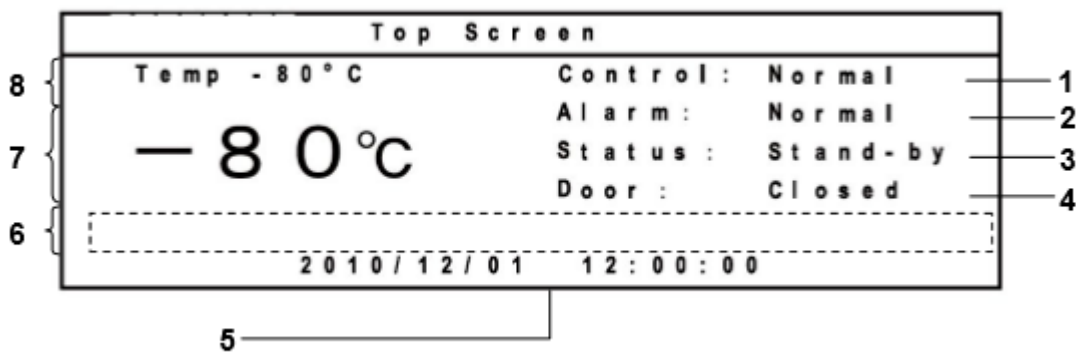 Top Screen
8 Temp -80°C Control: Normal 1
Alarm: Normal 2
7 -80°C Status: Stand-by 3
Door: Closed 4
6
2010/12/01 12:00:00
5